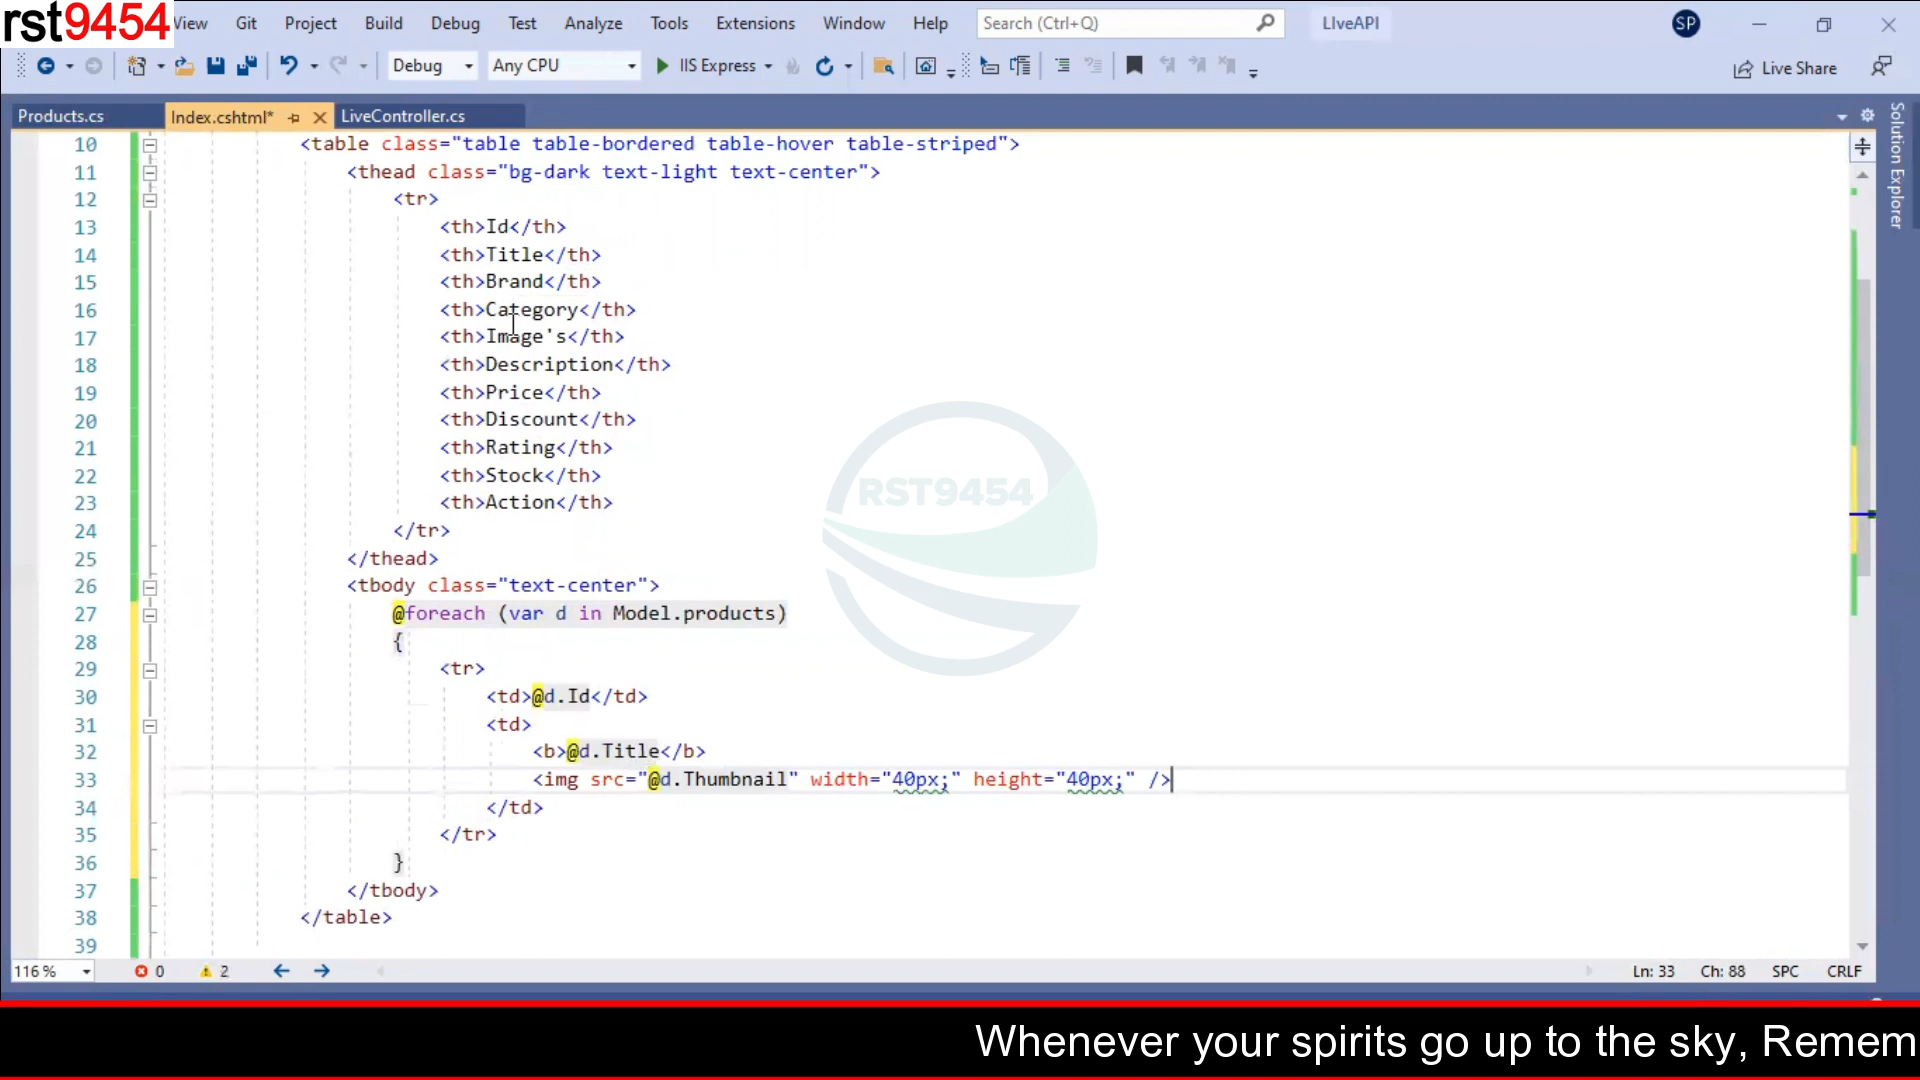 rst9454
View Git Project Build Debug Test Analyze Tools Extensions Window Help Search (Ctrl+Q) LIveAPI SP
Debug Any CPU IIS Express Live Share
Products.cs Index.cshtml* LiveController.cs
Solution Explorer
10 <table class="table table-bordered table-hover table-striped">
11 <thead class="bg-dark text-light text-center">
12 <tr>
13 <th>Id</th>
14 <th>Title</th>
15 <th>Brand</th>
16 <th>Category</th>
17 <th>Image's</th>
18 <th>Description</th>
19 <th>Price</th>
20 <th>Discount</th>
21 <th>Rating</th>
22 <th>Stock</th>
23 <th>Action</th>
24 </tr>
25 </thead>
26 <tbody class="text-center">
27 @foreach (var d in Model.products)
28 {
29 <tr>
30 <td>@d.Id</td>
31 <td>
32 <b>@d.Title</b>
33 <img src="@d.Thumbnail" width="40px;" height="40px;" />
34 </td>
35 </tr>
36 }
37 </tbody>
38 </table>
39
RST9454
116 % 0 2 Ln: 33 Ch: 88 SPC CRLF
Whenever your spirits go up to the sky, Remem